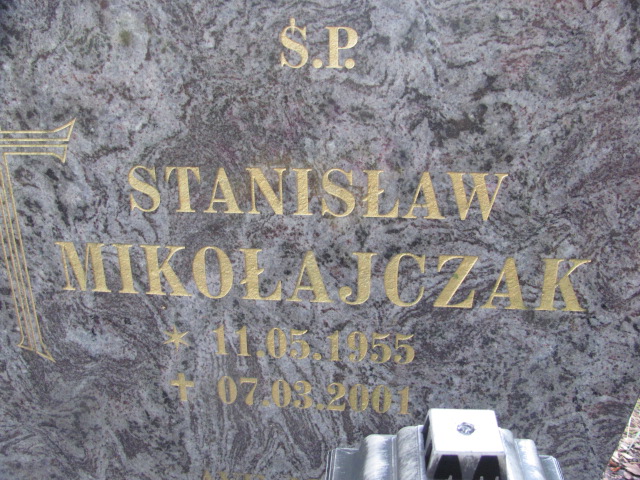 Ś.P.
STANISŁAW
MIKOŁAJCZAK
* 11.05.1955
✝ 07.03.2001